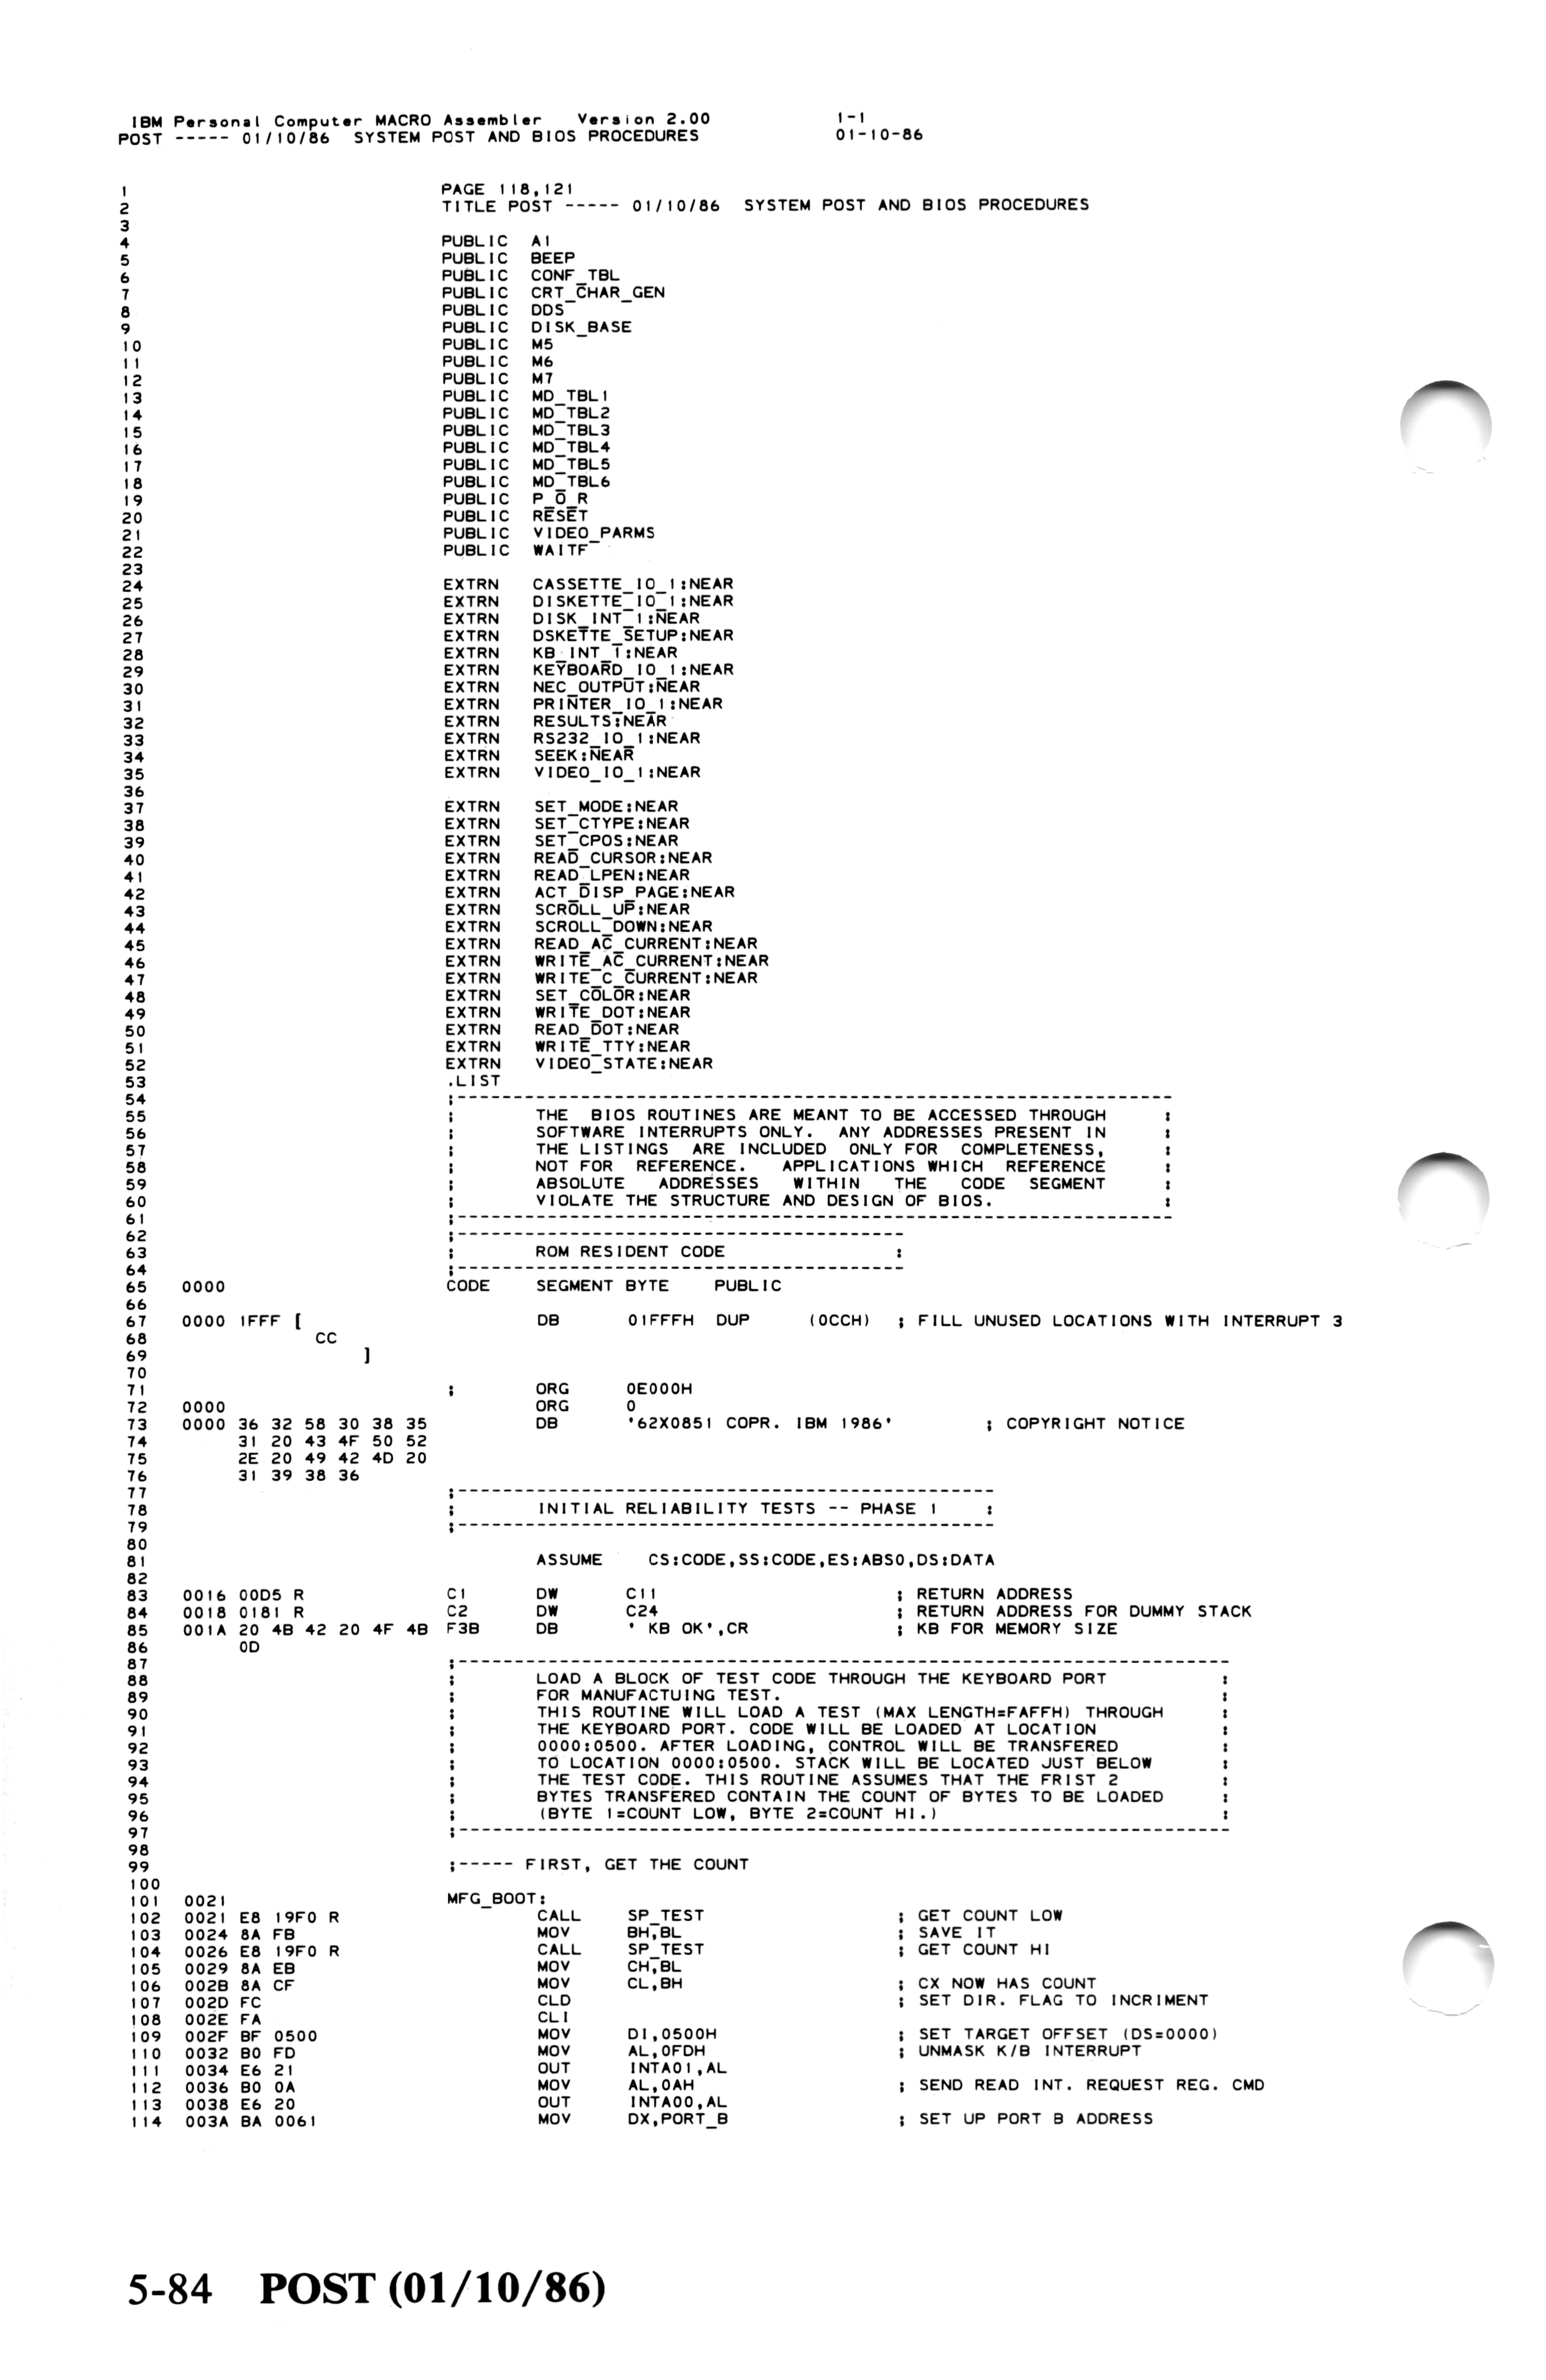 IBM Personal Computer MACRO Assembler   Version 2.00          1-1
POST ----- 01/10/86  SYSTEM POST AND BIOS PROCEDURES          01-10-86
1 PAGE 118,121
2 TITLE POST ----- 01/10/86  SYSTEM POST AND BIOS PROCEDURES
3
4 PUBLIC A1
5 PUBLIC BEEP
6 PUBLIC CONF_TBL
7 PUBLIC CRT_CHAR_GEN
8 PUBLIC DDS
9 PUBLIC DISK_BASE
10 PUBLIC M5
11 PUBLIC M6
12 PUBLIC M7
13 PUBLIC MD_TBL1
14 PUBLIC MD_TBL2
15 PUBLIC MD_TBL3
16 PUBLIC MD_TBL4
17 PUBLIC MD_TBL5
18 PUBLIC MD_TBL6
19 PUBLIC P_O_R
20 PUBLIC RESET
21 PUBLIC VIDEO_PARMS
22 PUBLIC WAITF
23
24 EXTRN CASSETTE_IO_1:NEAR
25 EXTRN DISKETTE_IO_1:NEAR
26 EXTRN DISK_INT_1:NEAR
27 EXTRN DSKETTE_SETUP:NEAR
28 EXTRN KB_INT_1:NEAR
29 EXTRN KEYBOARD_IO_1:NEAR
30 EXTRN NEC_OUTPUT:NEAR
31 EXTRN PRINTER_IO_1:NEAR
32 EXTRN RESULTS:NEAR
33 EXTRN RS232_IO_1:NEAR
34 EXTRN SEEK:NEAR
35 EXTRN VIDEO_IO_1:NEAR
36
37 EXTRN SET_MODE:NEAR
38 EXTRN SET_CTYPE:NEAR
39 EXTRN SET_CPOS:NEAR
40 EXTRN READ_CURSOR:NEAR
41 EXTRN READ_LPEN:NEAR
42 EXTRN ACT_DISP_PAGE:NEAR
43 EXTRN SCROLL_UP:NEAR
44 EXTRN SCROLL_DOWN:NEAR
45 EXTRN READ_AC_CURRENT:NEAR
46 EXTRN WRITE_AC_CURRENT:NEAR
47 EXTRN WRITE_C_CURRENT:NEAR
48 EXTRN SET_COLOR:NEAR
49 EXTRN WRITE_DOT:NEAR
50 EXTRN READ_DOT:NEAR
51 EXTRN WRITE_TTY:NEAR
52 EXTRN VIDEO_STATE:NEAR
53 .LIST
54 ;----------------------------------------------------------------
55 ; THE BIOS ROUTINES ARE MEANT TO BE ACCESSED THROUGH :
56 ; SOFTWARE INTERRUPTS ONLY. ANY ADDRESSES PRESENT IN :
57 ; THE LISTINGS ARE INCLUDED ONLY FOR COMPLETENESS, :
58 ; NOT FOR REFERENCE. APPLICATIONS WHICH REFERENCE :
59 ; ABSOLUTE ADDRESSES WITHIN THE CODE SEGMENT :
60 ; VIOLATE THE STRUCTURE AND DESIGN OF BIOS. :
61 ;----------------------------------------------------------------
62 ;----------------------------------------
63 ; ROM RESIDENT CODE :
64 ;----------------------------------------
65 0000 CODE SEGMENT BYTE PUBLIC
66
67 0000 1FFF [ DB 01FFFH DUP (0CCH) ; FILL UNUSED LOCATIONS WITH INTERRUPT 3
68 CC
69 ]
70
71 ; ORG 0E000H
72 0000 ORG 0
73 0000 36 32 58 30 38 35 DB '62X0851 COPR. IBM 1986' ; COPYRIGHT NOTICE
74 31 20 43 4F 50 52
75 2E 20 49 42 4D 20
76 31 39 38 36
77 ;------------------------------------------------
78 ; INITIAL RELIABILITY TESTS -- PHASE 1 :
79 ;------------------------------------------------
80
81 ASSUME CS:CODE,SS:CODE,ES:ABS0,DS:DATA
82
83 0016 00D5 R C1 DW C11 ; RETURN ADDRESS
84 0018 0181 R C2 DW C24 ; RETURN ADDRESS FOR DUMMY STACK
85 001A 20 4B 42 20 4F 4B F3B DB ' KB OK',CR ; KB FOR MEMORY SIZE
86 0D
87 ;---------------------------------------------------------------------
88 ; LOAD A BLOCK OF TEST CODE THROUGH THE KEYBOARD PORT :
89 ; FOR MANUFACTUING TEST. :
90 ; THIS ROUTINE WILL LOAD A TEST (MAX LENGTH=FAFFH) THROUGH :
91 ; THE KEYBOARD PORT. CODE WILL BE LOADED AT LOCATION :
92 ; 0000:0500. AFTER LOADING, CONTROL WILL BE TRANSFERED :
93 ; TO LOCATION 0000:0500. STACK WILL BE LOCATED JUST BELOW :
94 ; THE TEST CODE. THIS ROUTINE ASSUMES THAT THE FRIST 2 :
95 ; BYTES TRANSFERED CONTAIN THE COUNT OF BYTES TO BE LOADED :
96 ; (BYTE 1=COUNT LOW, BYTE 2=COUNT HI.) :
97 ;---------------------------------------------------------------------
98
99 ;----- FIRST, GET THE COUNT
100
101 0021 MFG_BOOT:
102 0021 E8 19F0 R CALL SP_TEST ; GET COUNT LOW
103 0024 8A FB MOV BH,BL ; SAVE IT
104 0026 E8 19F0 R CALL SP_TEST ; GET COUNT HI
105 0029 8A EB MOV CH,BL
106 002B 8A CF MOV CL,BH ; CX NOW HAS COUNT
107 002D FC CLD ; SET DIR. FLAG TO INCRIMENT
108 002E FA CLI
109 002F BF 0500 MOV DI,0500H ; SET TARGET OFFSET (DS=0000)
110 0032 B0 FD MOV AL,0FDH ; UNMASK K/B INTERRUPT
111 0034 E6 21 OUT INTA01,AL
112 0036 B0 0A MOV AL,0AH ; SEND READ INT. REQUEST REG. CMD
113 0038 E6 20 OUT INTA00,AL
114 003A BA 0061 MOV DX,PORT_B ; SET UP PORT B ADDRESS
5-84   POST (01/10/86)